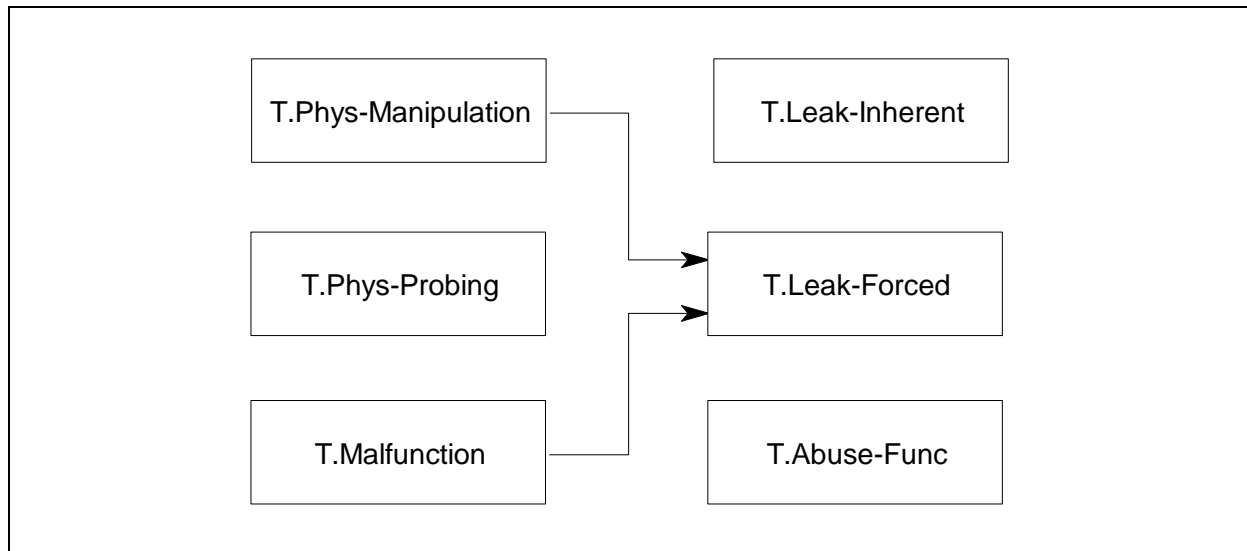 T.Phys-Manipulation
T.Leak-Inherent
T.Phys-Probing
T.Leak-Forced
T.Malfunction
T.Abuse-Func